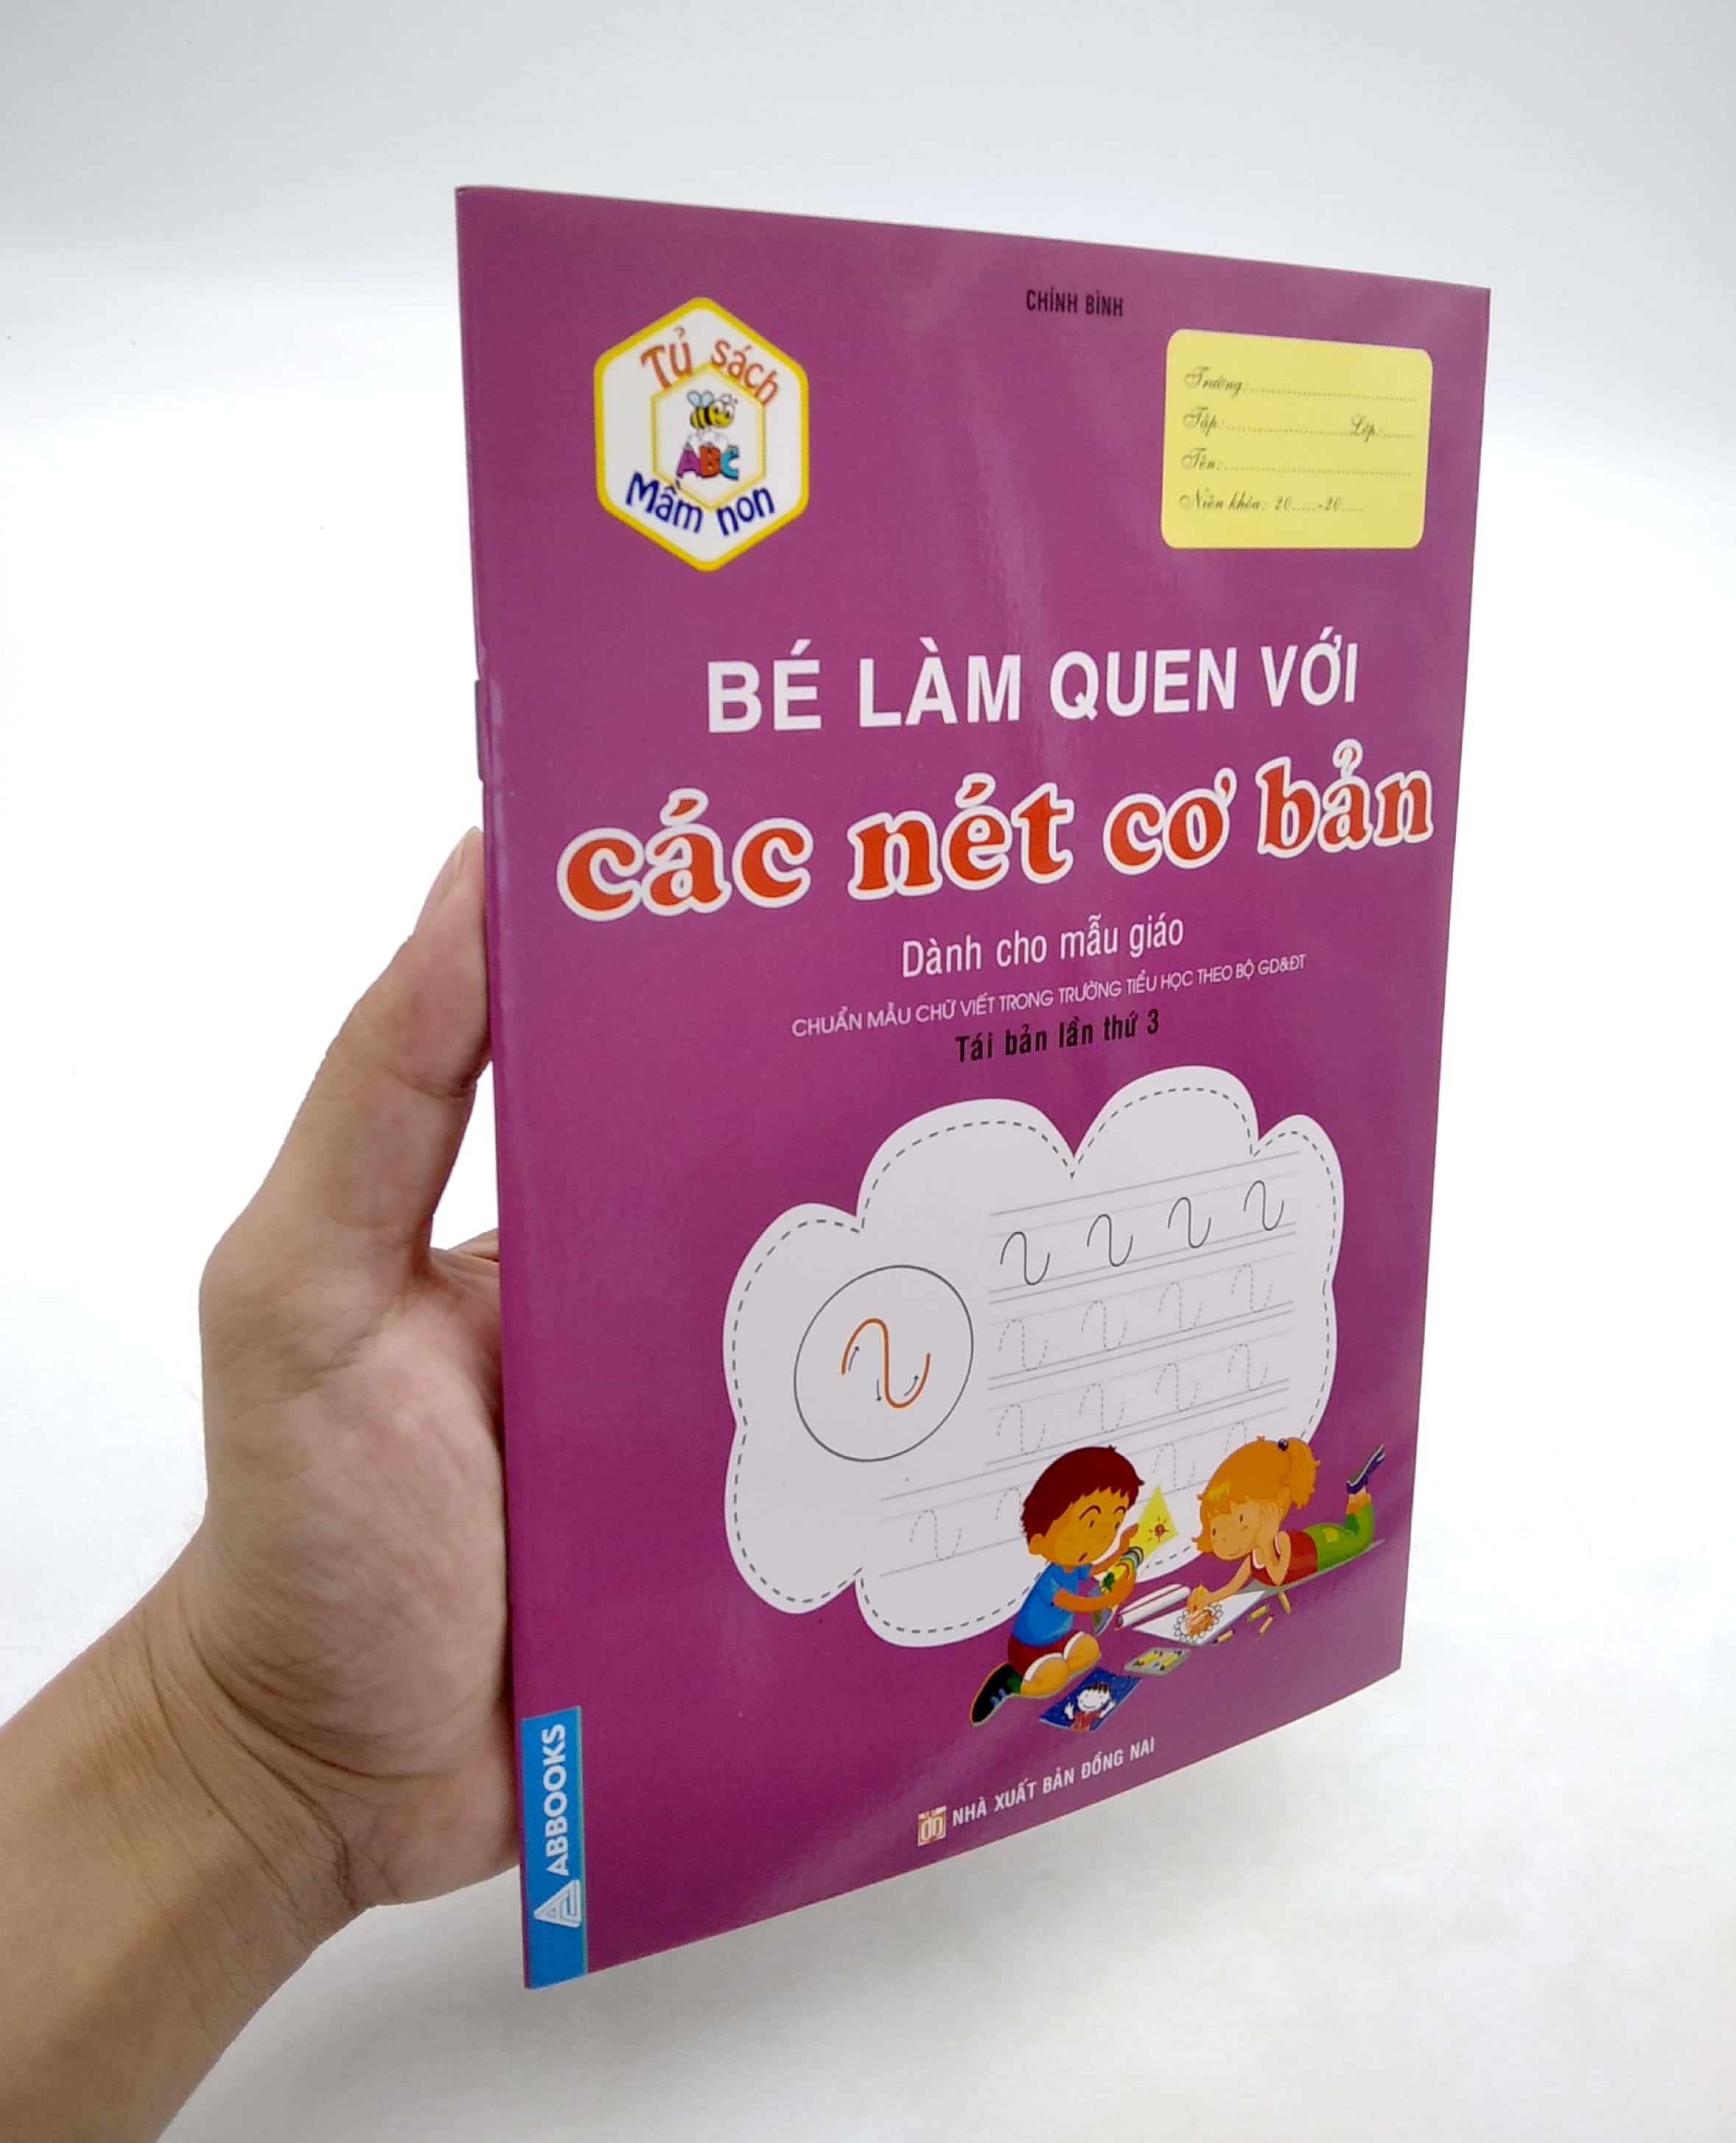 CHÍNH BÌNH
Tủ sách
ABC
Mầm non
Trường:
Tập: Lớp:
Tên:
Niên khóa: 20.....-20.....
BÉ LÀM QUEN VỚI
các nét cơ bản
Dành cho mẫu giáo
CHUẨN MẪU CHỮ VIẾT TRONG TRƯỜNG TIỂU HỌC THEO BỘ GD&ĐT
Tái bản lần thứ 3
ABBOOKS
đn NHÀ XUẤT BẢN ĐỒNG NAI